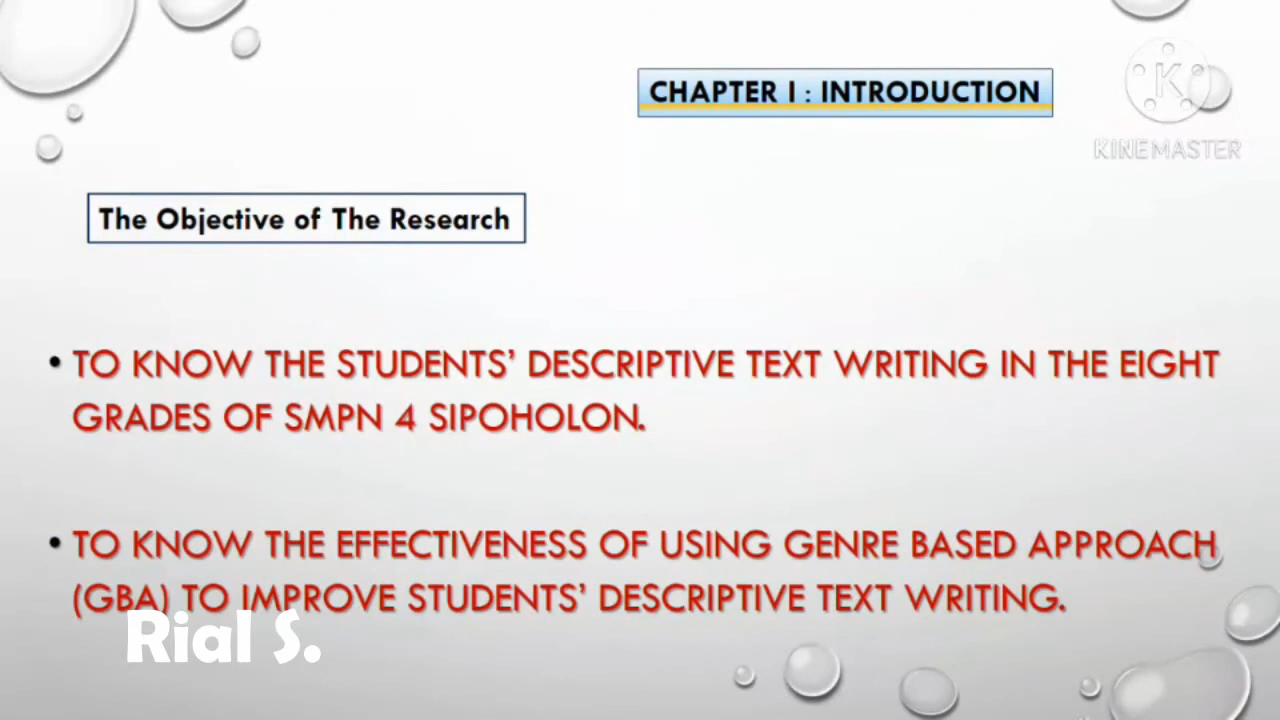 CHAPTER I : INTRODUCTION
K
KINEMASTER
The Objective of The Research
• TO KNOW THE STUDENTS’ DESCRIPTIVE TEXT WRITING IN THE EIGHT
GRADES OF SMPN 4 SIPOHOLON.
• TO KNOW THE EFFECTIVENESS OF USING GENRE BASED APPROACH
(GBA) TO IMPROVE STUDENTS’ DESCRIPTIVE TEXT WRITING.
Rial S.